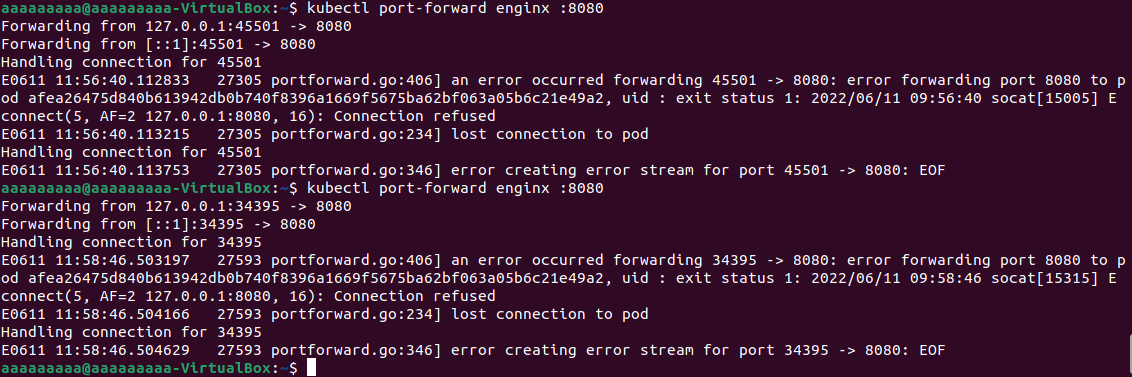 aaaaaaaaa@aaaaaaaaa-VirtualBox:~$ kubectl port-forward enginx :8080
Forwarding from 127.0.0.1:45501 -> 8080
Forwarding from [::1]:45501 -> 8080
Handling connection for 45501
E0611 11:56:40.112833   27305 portforward.go:406] an error occurred forwarding 45501 -> 8080: error forwarding port 8080 to p
od afea26475d840b613942db0b740f8396a1669f5675ba62bf063a05b6c21e49a2, uid : exit status 1: 2022/06/11 09:56:40 socat[15005] E
connect(5, AF=2 127.0.0.1:8080, 16): Connection refused
E0611 11:56:40.113215   27305 portforward.go:234] lost connection to pod
Handling connection for 45501
E0611 11:56:40.113753   27305 portforward.go:346] error creating error stream for port 45501 -> 8080: EOF
aaaaaaaaa@aaaaaaaaa-VirtualBox:~$ kubectl port-forward enginx :8080
Forwarding from 127.0.0.1:34395 -> 8080
Forwarding from [::1]:34395 -> 8080
Handling connection for 34395
E0611 11:58:46.503197   27593 portforward.go:406] an error occurred forwarding 34395 -> 8080: error forwarding port 8080 to p
od afea26475d840b613942db0b740f8396a1669f5675ba62bf063a05b6c21e49a2, uid : exit status 1: 2022/06/11 09:58:46 socat[15315] E
connect(5, AF=2 127.0.0.1:8080, 16): Connection refused
E0611 11:58:46.504166   27593 portforward.go:234] lost connection to pod
Handling connection for 34395
E0611 11:58:46.504629   27593 portforward.go:346] error creating error stream for port 34395 -> 8080: EOF
aaaaaaaaa@aaaaaaaaa-VirtualBox:~$